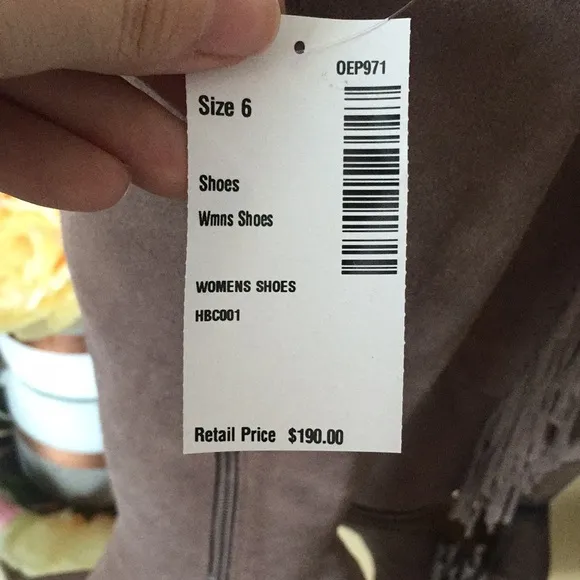 OEP971
Size 6
Shoes
Wmns Shoes
WOMENS SHOES
HBC001
Retail Price $190.00